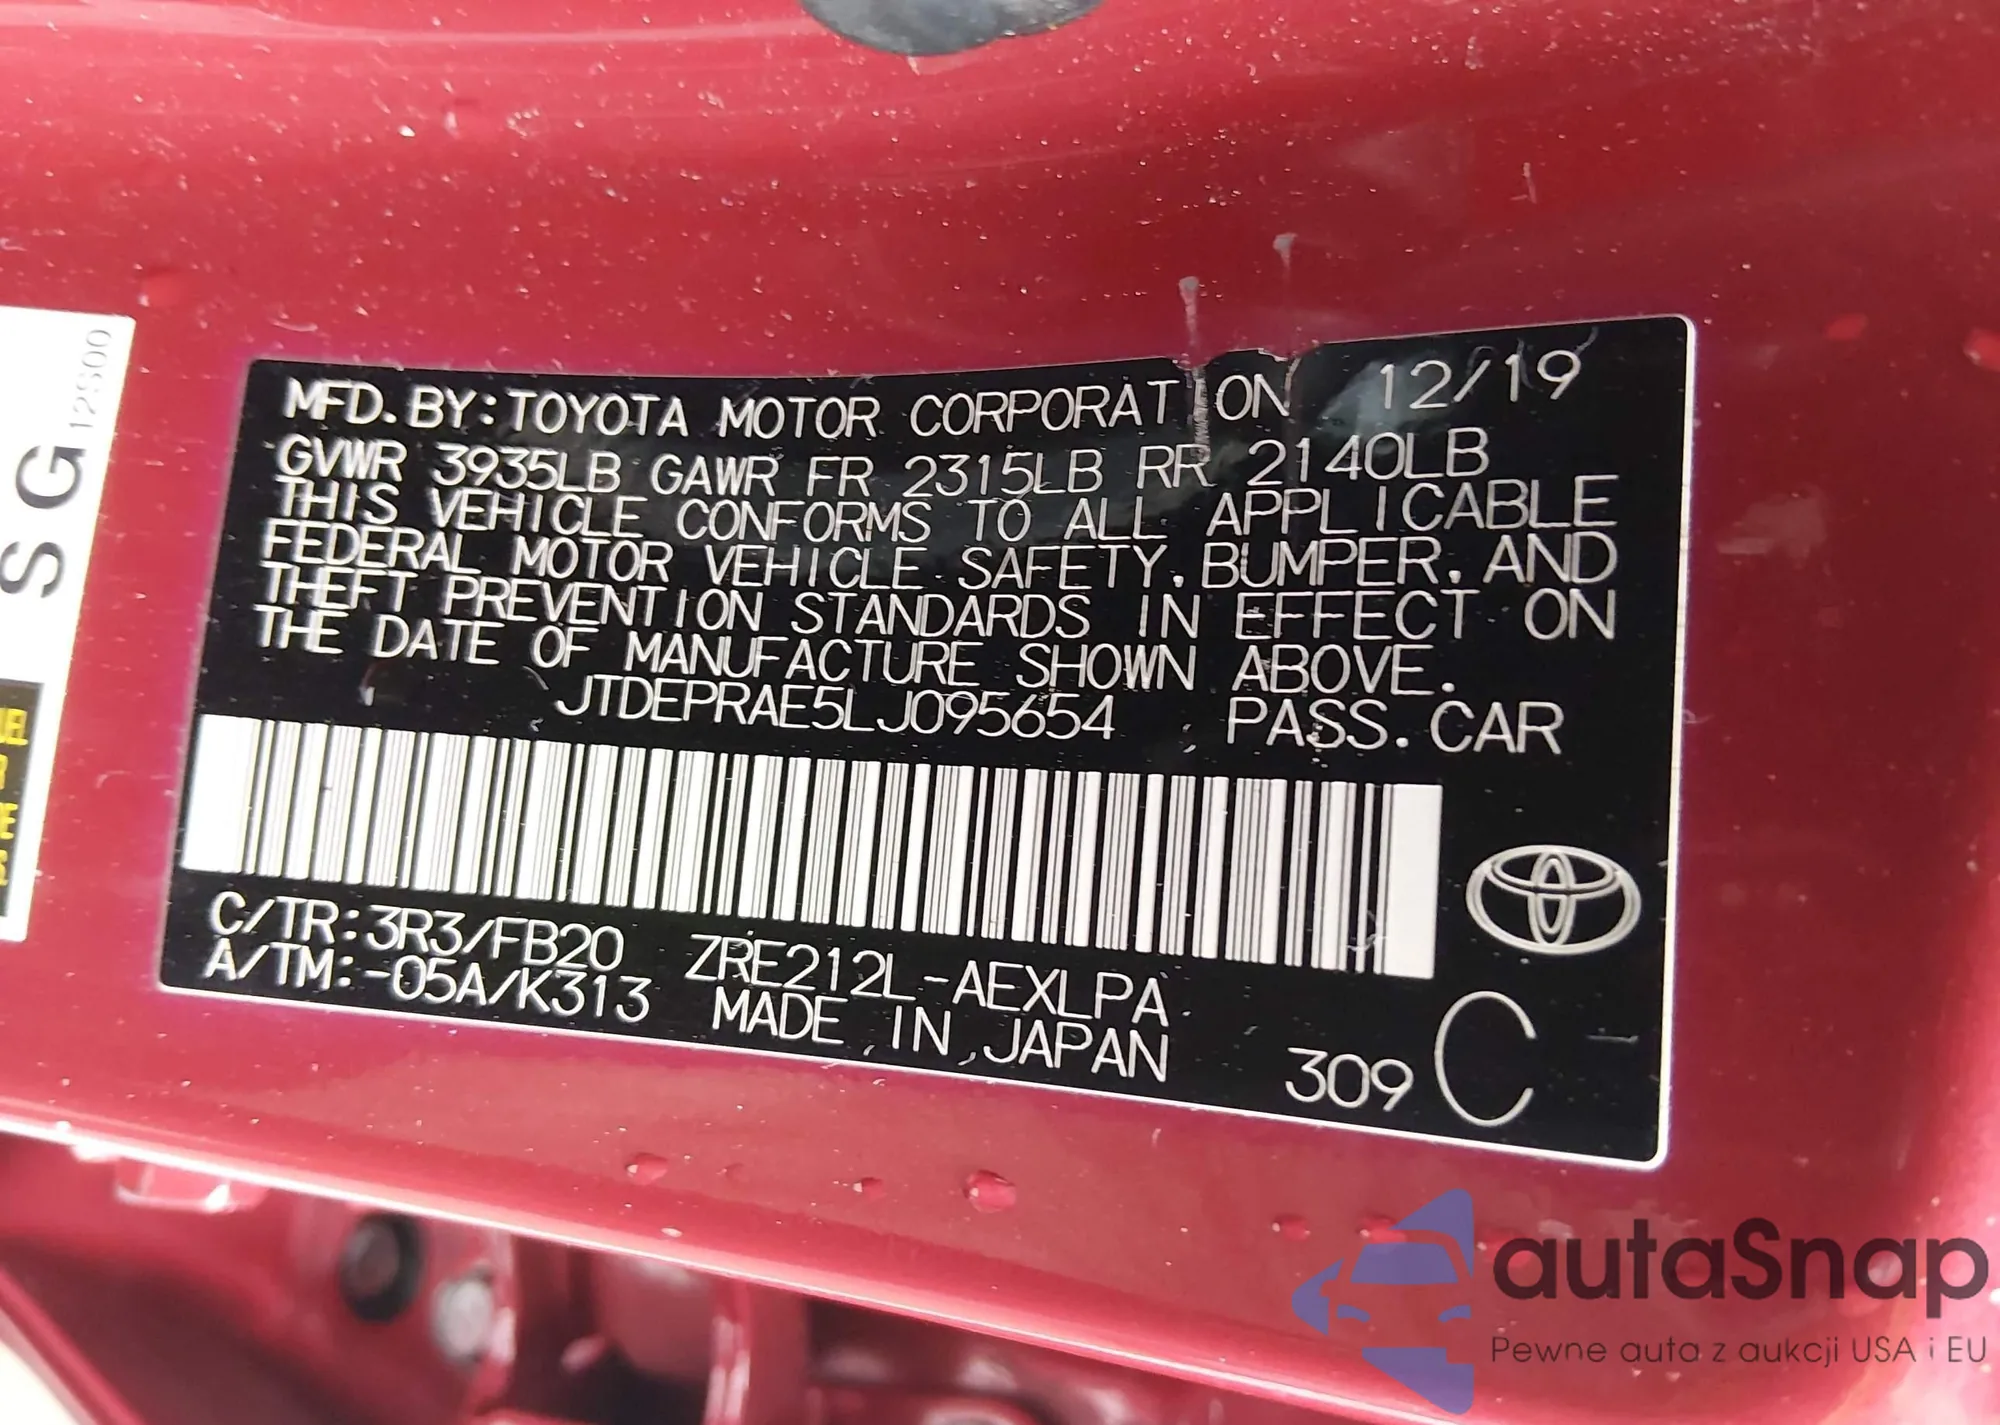 MFD. BY: TOYOTA MOTOR CORPORATION 12/19
GVWR 3935LB GAWR FR 2315LB RR 2140LB
THIS VEHICLE CONFORMS TO ALL APPLICABLE
FEDERAL MOTOR VEHICLE SAFETY, BUMPER, AND
THEFT PREVENTION STANDARDS IN EFFECT ON
THE DATE OF MANUFACTURE SHOWN ABOVE.
JTDEPRAE5LJ095654 PASS. CAR
C/TR: 3R3/FB20 ZRE212L-AEXLPA
A/TM: -05A/K313 MADE IN JAPAN
309 C
S G
12S00
autaSnap
Pewne auta z aukcji USA i EU